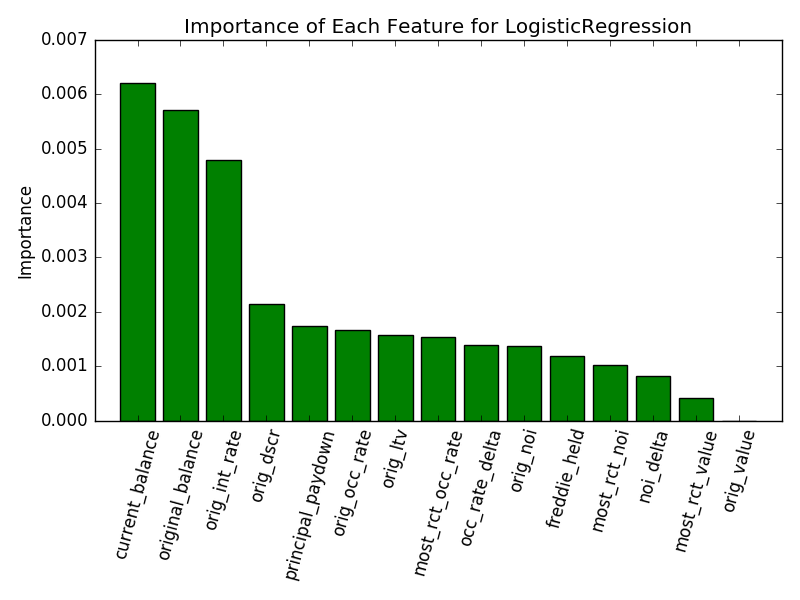 Importance of Each Feature for LogisticRegression
0.007
0.006
0.005
0.004
0.003
0.002
0.001
0.000
Importance
current_balance
original_balance
orig_int_rate
orig_dscr
principal_paydown
orig_occ_rate
orig_ltv
most_rct_occ_rate
occ_rate_delta
orig_noi
freddie_held
most_rct_noi
noi_delta
most_rct_value
orig_value